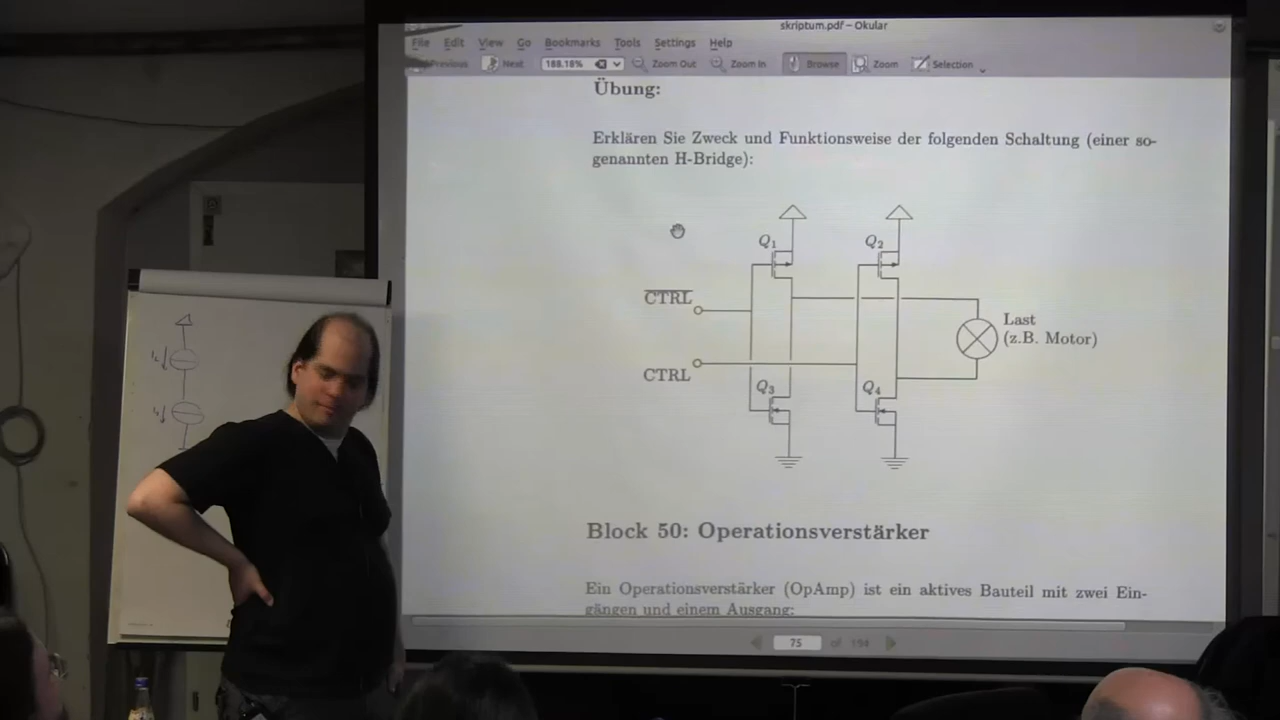 skriptum.pdf – Okular
File Edit View Go Bookmarks Tools Settings Help
Previous Next 188.18% Zoom Out Zoom In Browse Zoom Selection
Übung:
Erklären Sie Zweck und Funktionsweise der folgenden Schaltung (einer so-
genannten H-Bridge):
Q1 Q2
CTRL
Last
(z.B. Motor)
CTRL
Q3 Q4
Block 50: Operationsverstärker
Ein Operationsverstärker (OpAmp) ist ein aktives Bauteil mit zwei Ein-
gängen und einem Ausgang:
75 of 194